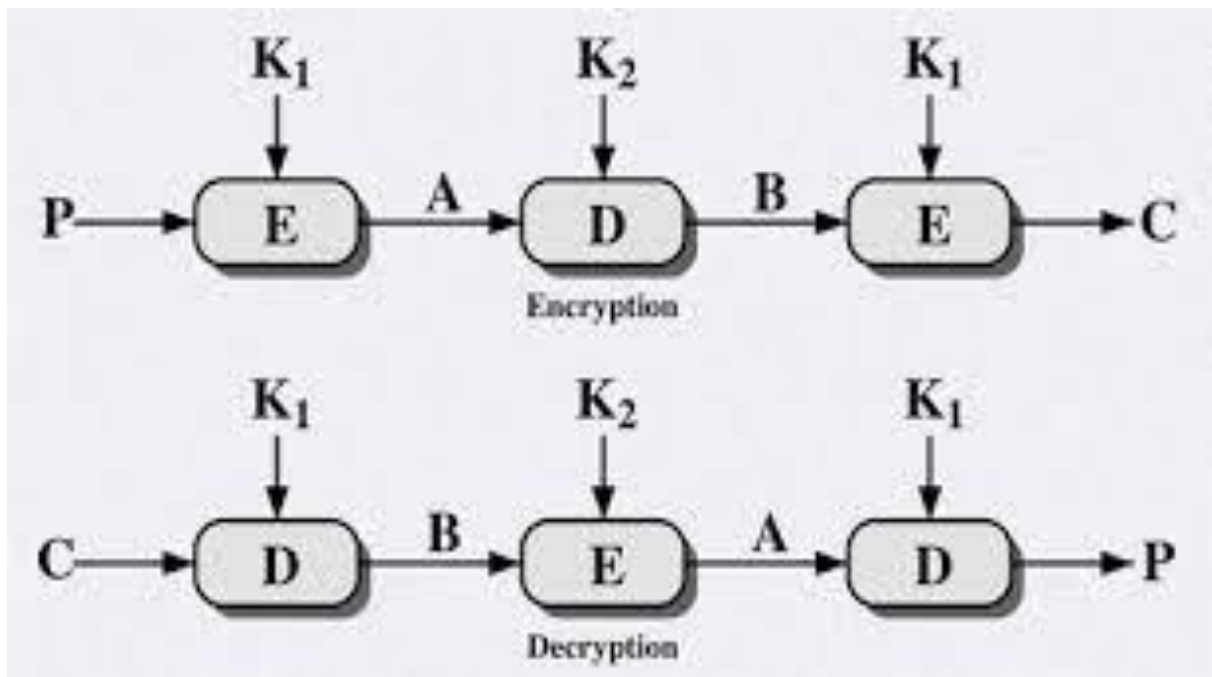 K₁ K₂ K₁
P E A D B E C
Encryption
K₁ K₂ K₁
C D B E A D P
Decryption